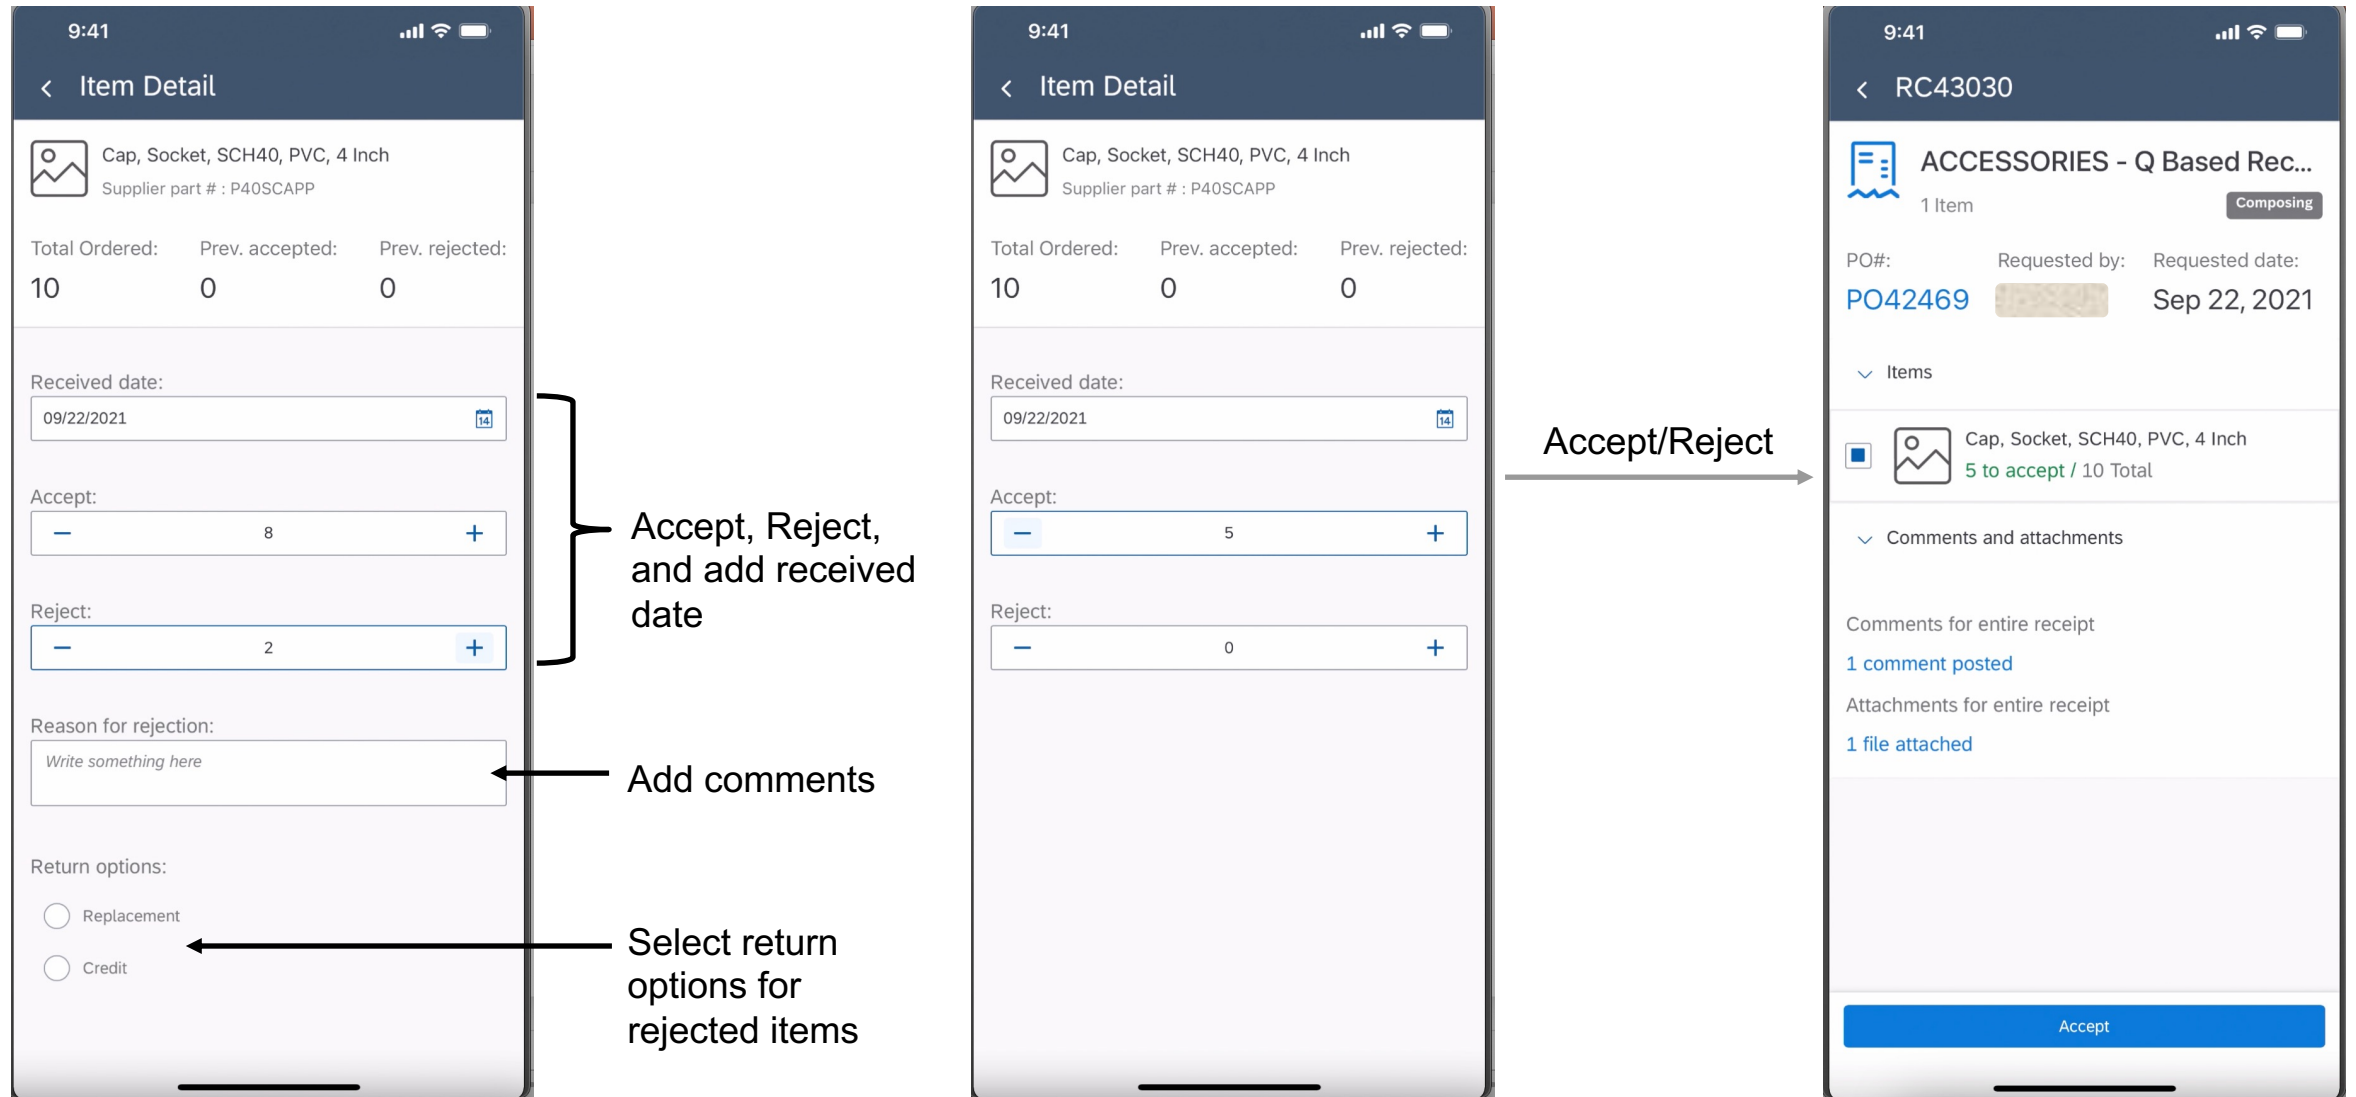 9:41
Item Detail
Cap, Socket, SCH40, PVC, 4 Inch
Supplier part # : P40SCAPP
Total Ordered: Prev. accepted: Prev. rejected:
10 0 0
Received date:
09/22/2021 14
Accept:
— 8 +
Reject:
— 2 +
Reason for rejection:
Write something here
Return options:
Replacement
Credit
Accept, Reject,
and add received
date
Add comments
Select return
options for
rejected items
9:41
Item Detail
Cap, Socket, SCH40, PVC, 4 Inch
Supplier part # : P40SCAPP
Total Ordered: Prev. accepted: Prev. rejected:
10 0 0
Received date:
09/22/2021 14
Accept:
— 5 +
Reject:
— 0 +
Accept/Reject
9:41
RC43030
ACCESSORIES - Q Based Rec...
1 Item Composing
PO#: Requested by: Requested date:
PO42469 Sep 22, 2021
Items
Cap, Socket, SCH40, PVC, 4 Inch
5 to accept / 10 Total
Comments and attachments
Comments for entire receipt
1 comment posted
Attachments for entire receipt
1 file attached
Accept